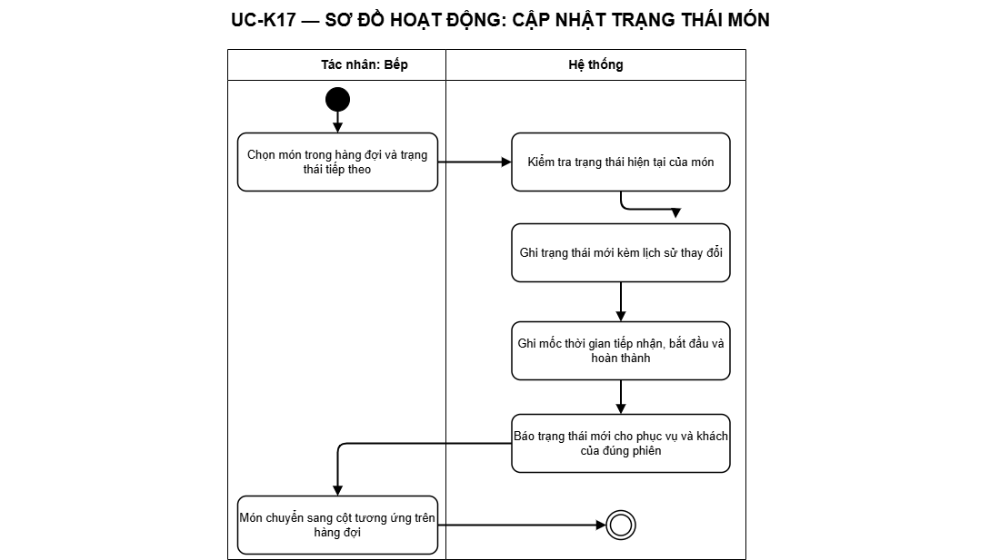 UC-K17 — SƠ ĐỒ HOẠT ĐỘNG: CẬP NHẬT TRẠNG THÁI MÓN
Tác nhân: Bếp
Hệ thống
Chọn món trong hàng đợi và trạng
thái tiếp theo
Kiểm tra trạng thái hiện tại của món
Ghi trạng thái mới kèm lịch sử thay đổi
Ghi mốc thời gian tiếp nhận, bắt đầu và
hoàn thành
Báo trạng thái mới cho phục vụ và khách
của đúng phiên
Món chuyển sang cột tương ứng trên
hàng đợi